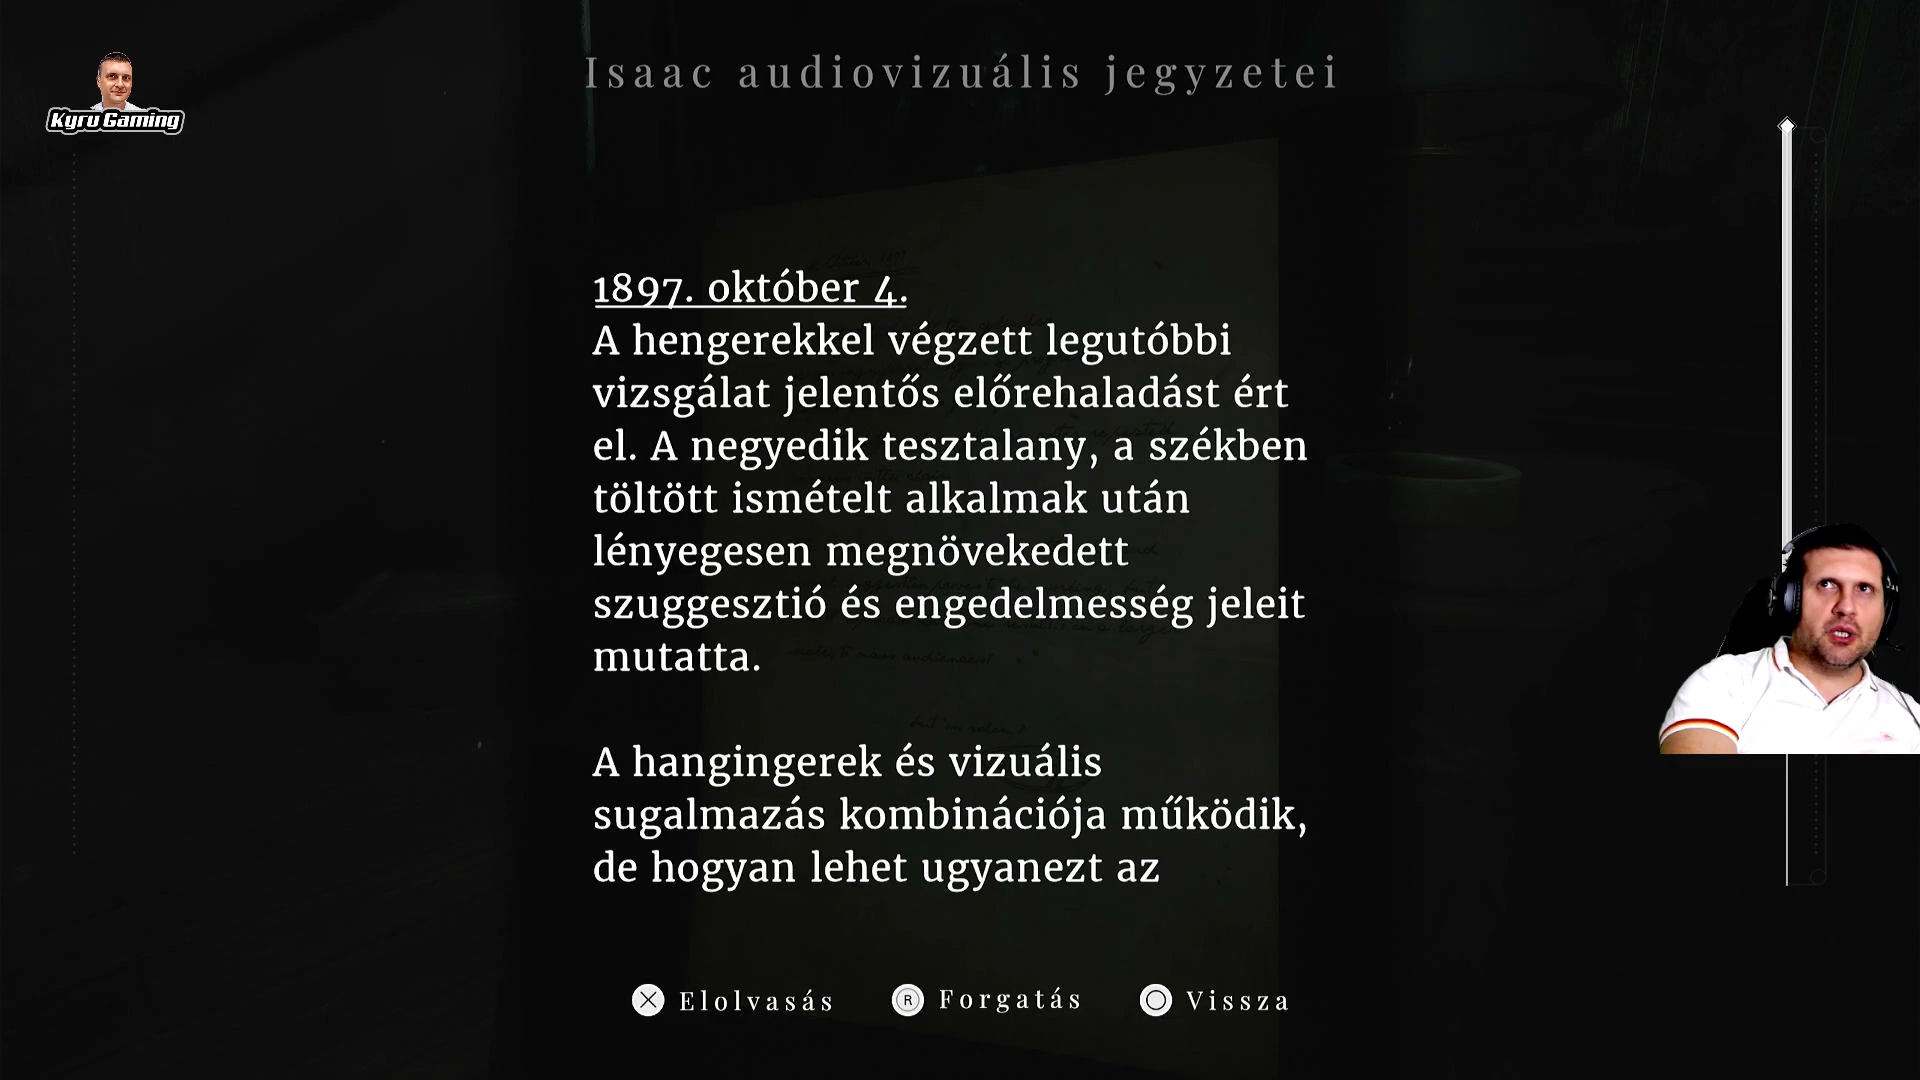 Isaac audiovizuális jegyzetei
Kyru Gaming
1897. október 4.
A hengerekkel végzett legutóbbi
vizsgálat jelentős előrehaladást ért
el. A negyedik tesztalany, a székben
töltött ismételt alkalmak után
lényegesen megnövekedett
szuggesztió és engedelmesség jeleit
mutatta.
A hangingerek és vizuális
sugalmazás kombinációja működik,
de hogyan lehet ugyanezt az
Elolvasás
R Forgatás
Vissza